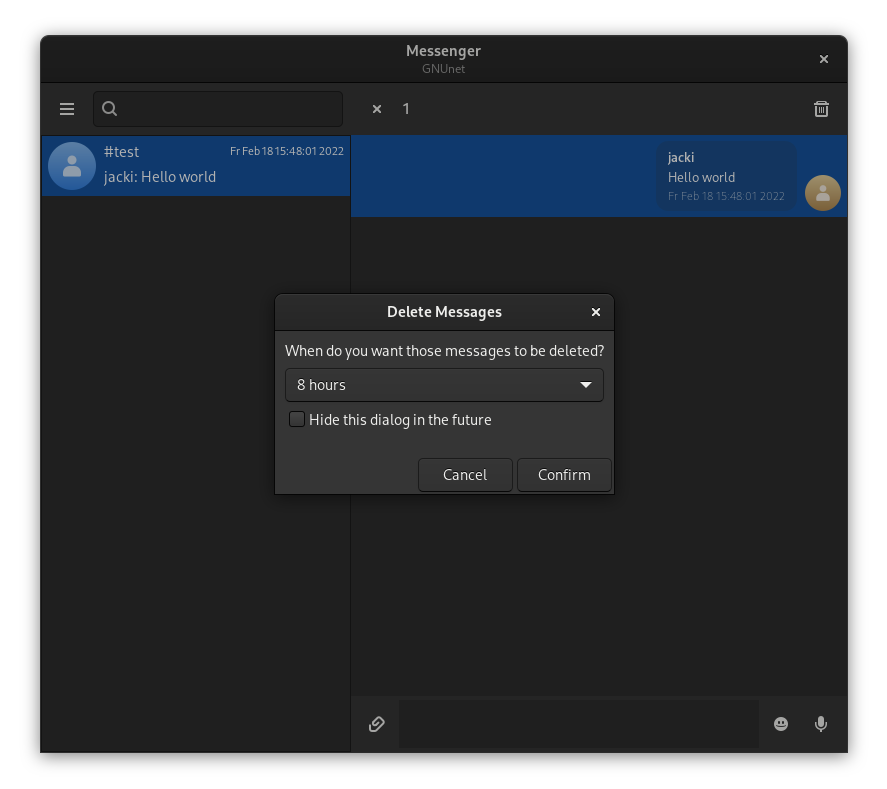 Messenger
GNUnet
1
#test
Fr Feb 18 15:48:01 2022
jacki: Hello world
jacki
Hello world
Fr Feb 18 15:48:01 2022
Delete Messages
When do you want those messages to be deleted?
8 hours
Hide this dialog in the future
Cancel
Confirm